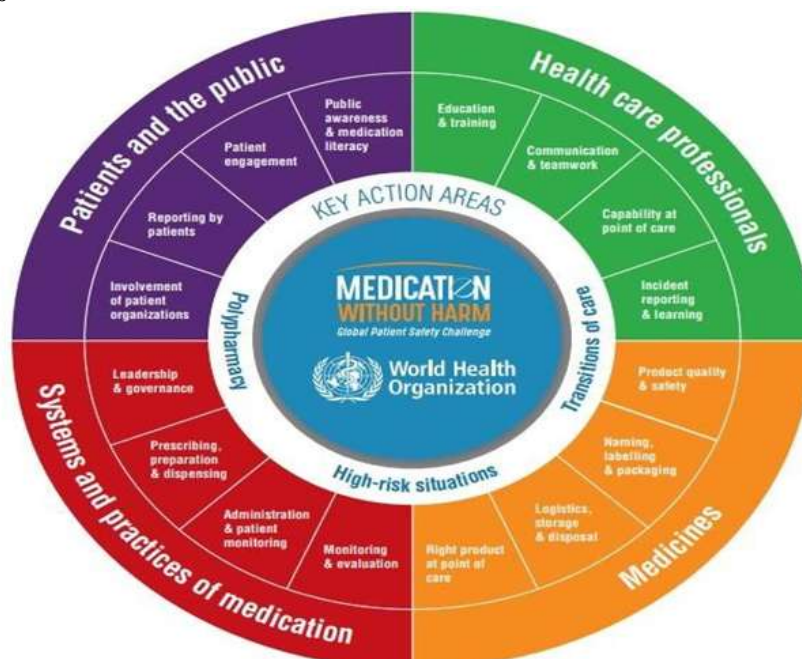 Patients and the public
Public
awareness
& medication
literacy
Patient
engagement
Reporting by
patients
Involvement
of patient
organizations
Health care professionals
Education
& training
Communication
& teamwork
Capability at
point of care
Incident
reporting
& learning
KEY ACTION AREAS
Polypharmacy
Transitions of care
High-risk situations
MEDICATION
WITHOUT HARM
Global Patient Safety Challenge
World Health
Organization
Systems and practices of medication
Leadership
& governance
Prescribing,
preparation
& dispensing
Administration
& patient
monitoring
Monitoring
& evaluation
Medicines
Product quality
& safety
Naming,
labelling
& packaging
Logistics,
storage
& disposal
Right product
at point of
care